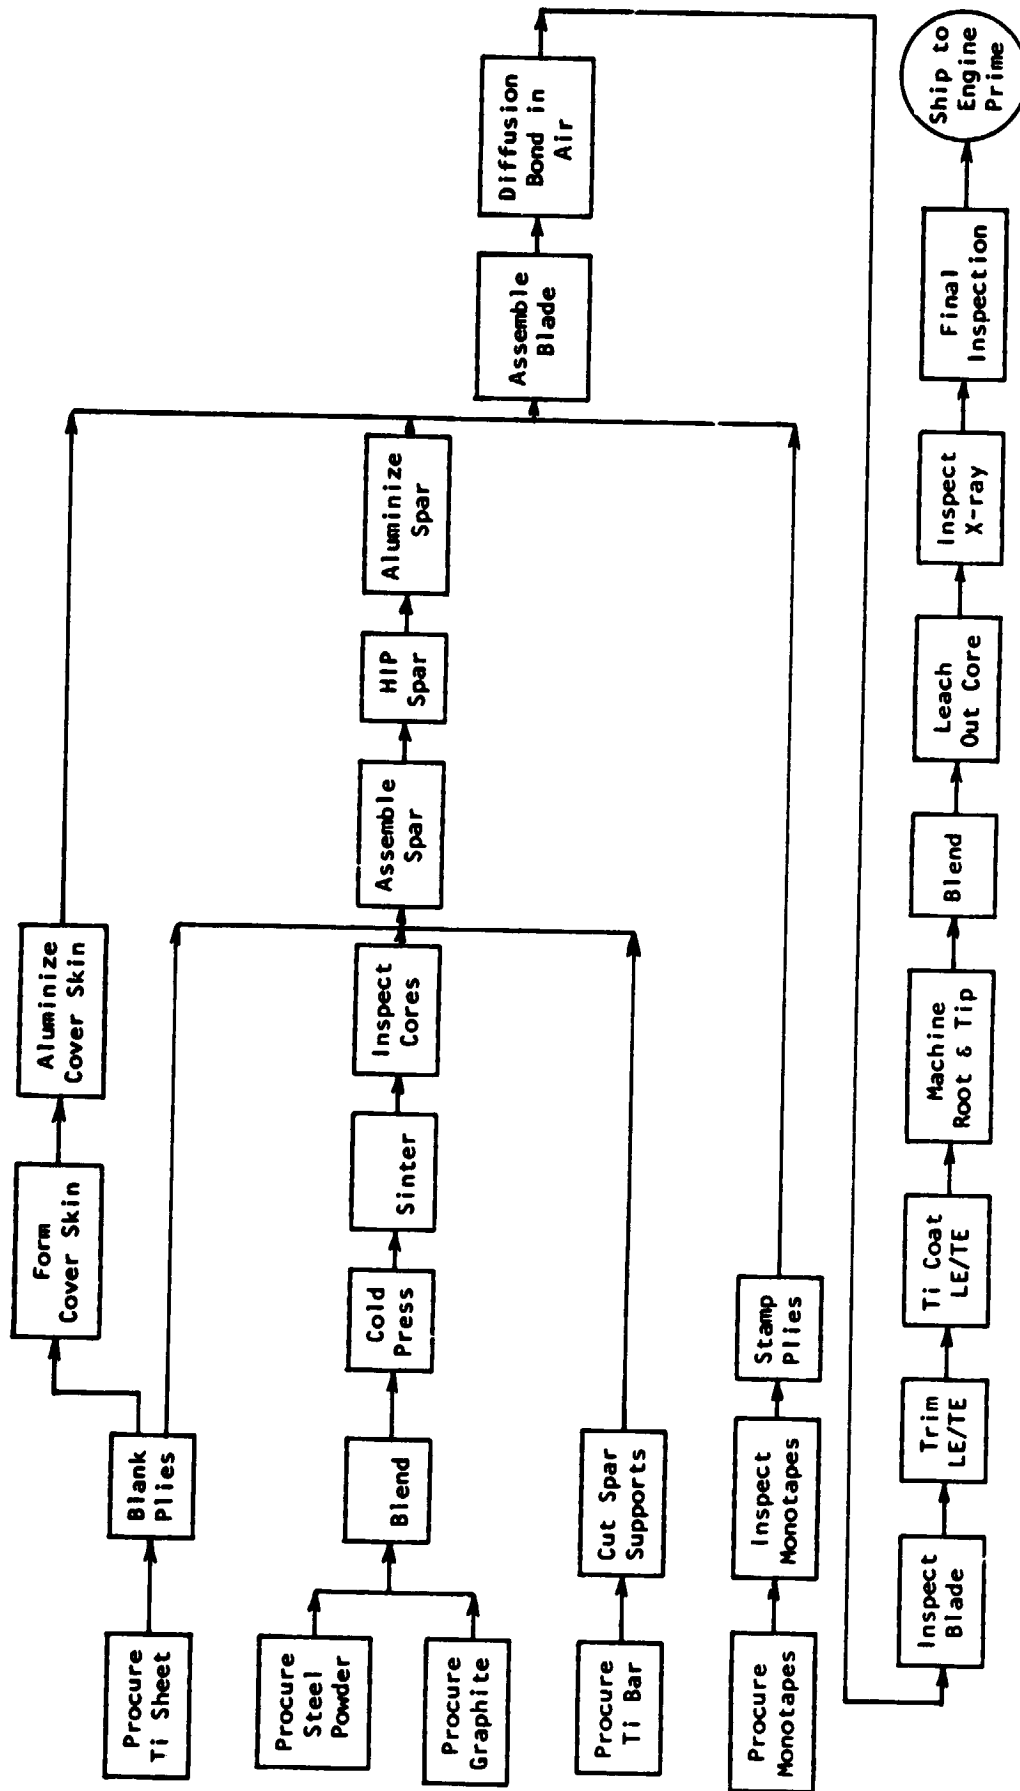 Procure
Ti Sheet
Blank
Plies
Form
Cover Skin
Aluminize
Cover Skin
Procure
Steel
Powder
Procure
Graphite
Blend
Cold
Press
Sinter
Inspect
Cores
Assemble
Spar
HIP
Spar
Aluminize
Spar
Procure
Ti Bar
Cut Spar
Supports
Procure
Monotapes
Inspect
Monotapes
Stamp
Plies
Assemble
Blade
Diffusion
Bond in
Air
Inspect
Blade
Trim
LE/TE
Ti Coat
LE/TE
Machine
Root & Tip
Blend
Leach
Out Core
Inspect
X-ray
Final
Inspection
Ship to
Engine
Prime